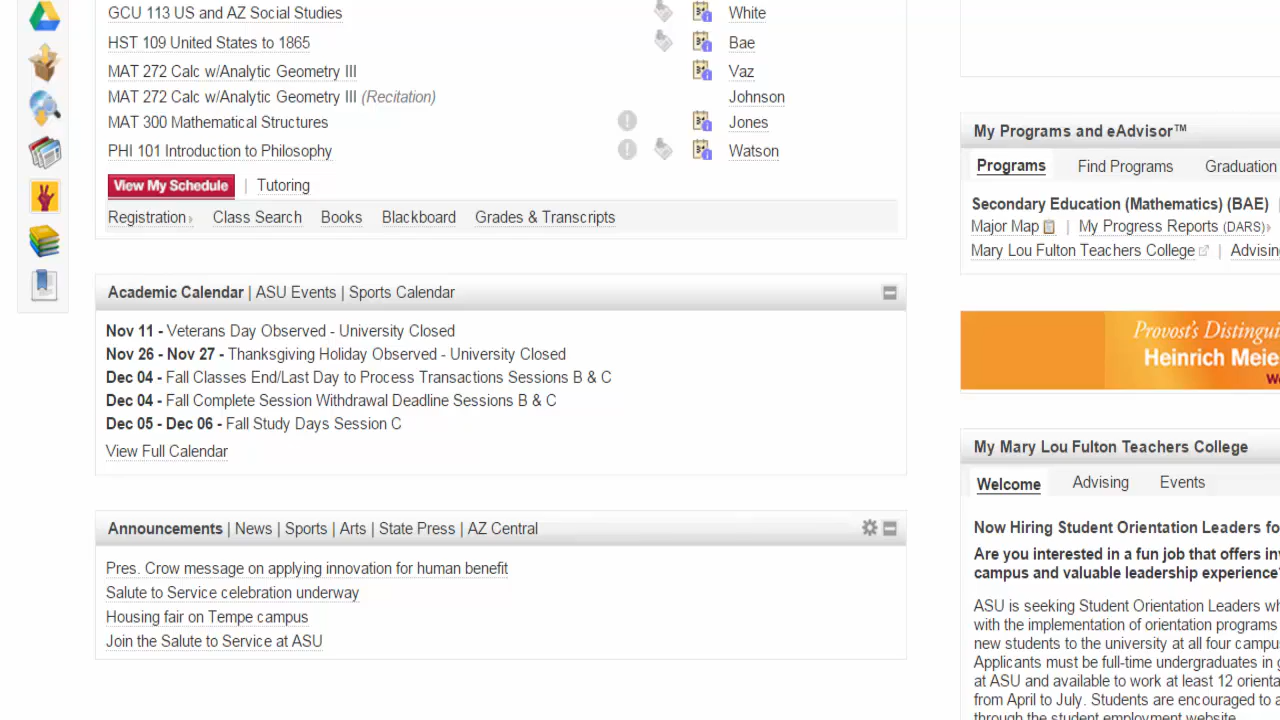 GCU 113 US and AZ Social Studies White
HST 109 United States to 1865 Bae
MAT 272 Calc w/Analytic Geometry III Vaz
MAT 272 Calc w/Analytic Geometry III (Recitation) Johnson
MAT 300 Mathematical Structures Jones
PHI 101 Introduction to Philosophy Watson
View My Schedule | Tutoring
Registration Class Search Books Blackboard Grades & Transcripts
Academic Calendar | ASU Events | Sports Calendar
Nov 11 - Veterans Day Observed - University Closed
Nov 26 - Nov 27 - Thanksgiving Holiday Observed - University Closed
Dec 04 - Fall Classes End/Last Day to Process Transactions Sessions B & C
Dec 04 - Fall Complete Session Withdrawal Deadline Sessions B & C
Dec 05 - Dec 06 - Fall Study Days Session C
View Full Calendar
Announcements | News | Sports | Arts | State Press | AZ Central
Pres. Crow message on applying innovation for human benefit
Salute to Service celebration underway
Housing fair on Tempe campus
Join the Salute to Service at ASU
My Programs and eAdvisor™
Programs Find Programs Graduation
Secondary Education (Mathematics) (BAE) |
Major Map | My Progress Reports (DARS)
Mary Lou Fulton Teachers College |
Provost's
Heinrich
My Mary Lou Fulton Teachers College
Welcome Advising Events
Now Hiring Student Orientation Leaders
Are you interested in a fun job that offers
campus and valuable leadership experience
ASU is seeking Student Orientation Leaders
with the implementation of orientation programs
new students to the university at all four
Applicants must be full-time undergraduates in
at ASU and available to work at least 12
from April to July. Students are encouraged to
through the student employment website.